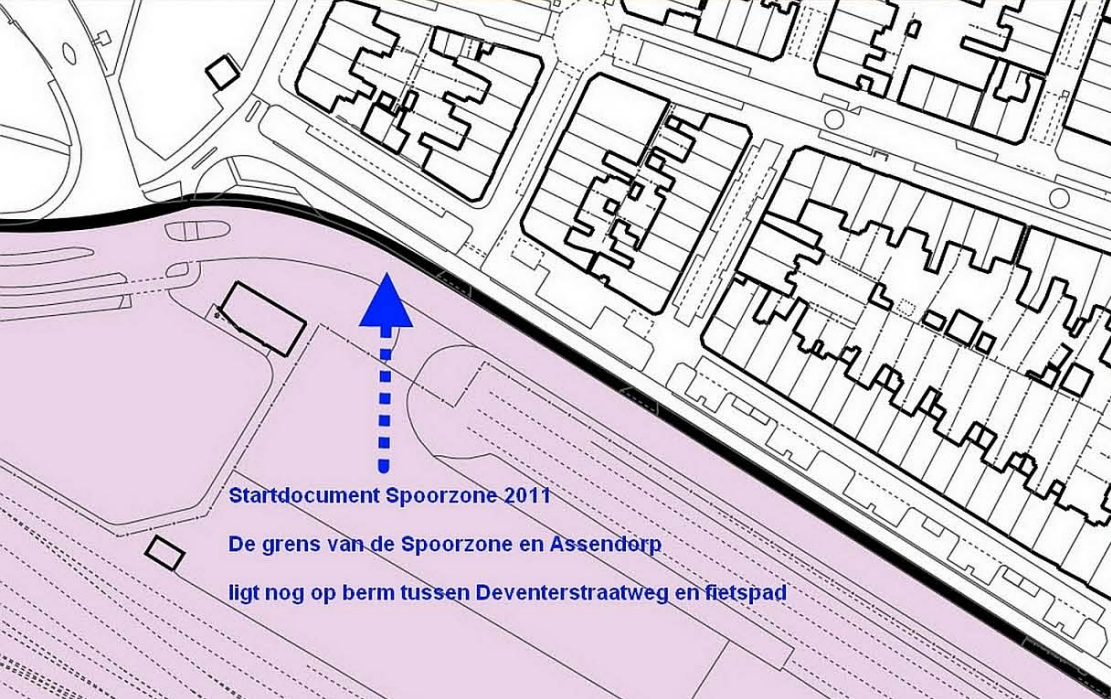 Startdocument Spoorzone 2011
De grens van de Spoorzone en Assendorp
ligt nog op berm tussen Deventerstraatweg en fietspad